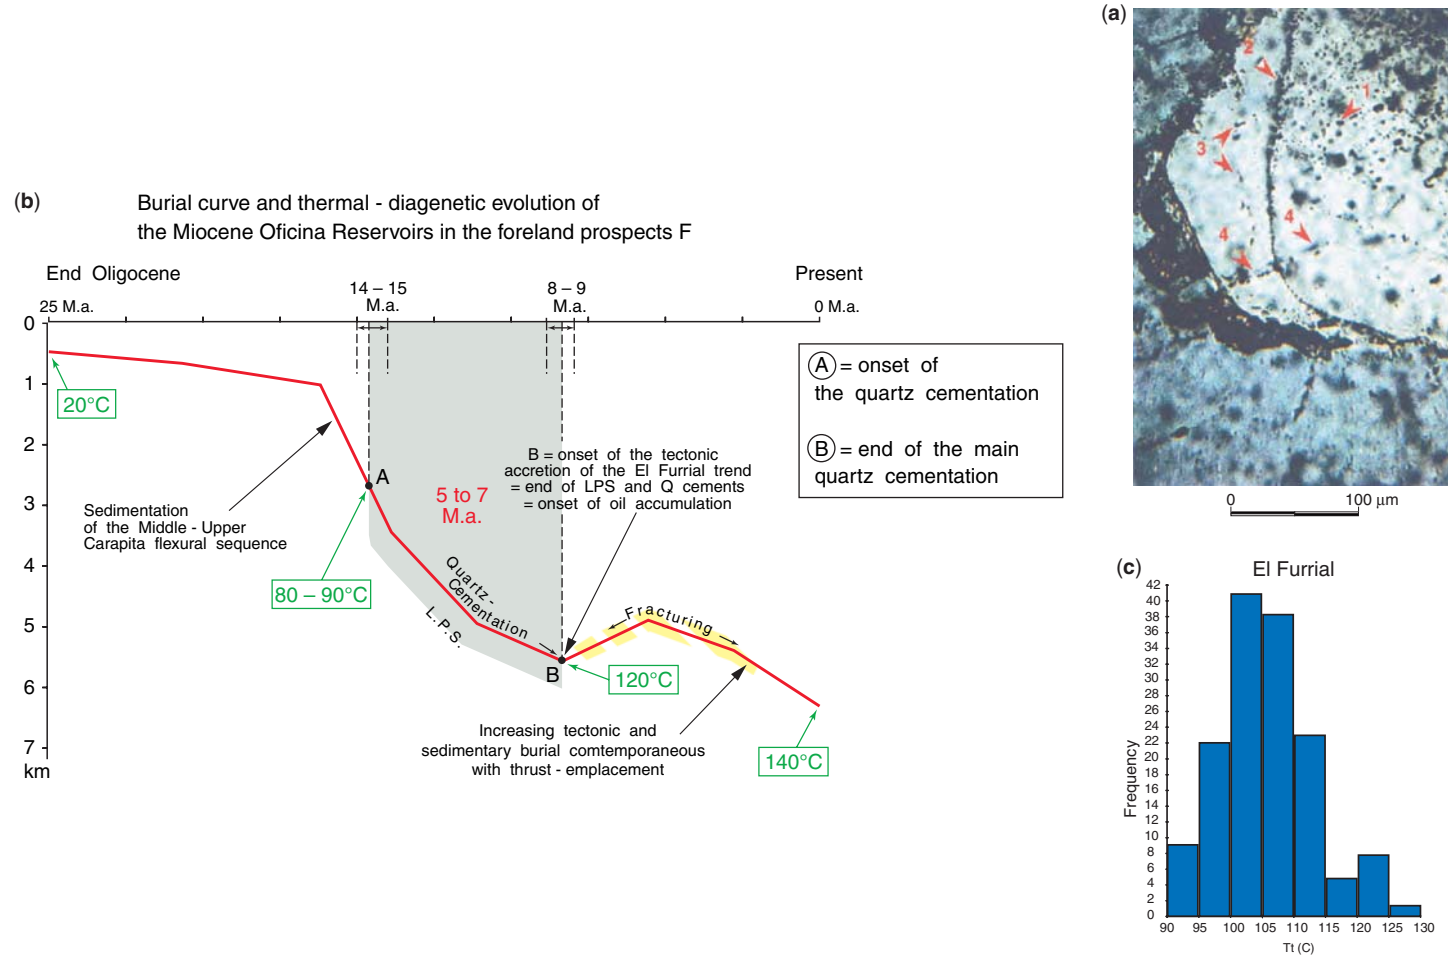 (a)
2
1
3
4
4
0 100 µm
(b)
Burial curve and thermal - diagenetic evolution of
the Miocene Oficina Reservoirs in the foreland prospects F
End Oligocene
Present
25 M.a.
14 – 15
M.a.
8 – 9
M.a.
0 M.a.
0
1
2
3
4
5
6
7
km
20°C
Sedimentation
of the Middle - Upper
Carapita flexural sequence
A
80 – 90°C
5 to 7
M.a.
Quartz -
Cementation
L.P.S.
B = onset of the tectonic
accretion of the El Furrial trend
= end of LPS and Q cements
= onset of oil accumulation
B
120°C
Fracturing
Increasing tectonic and
sedimentary burial comtemporaneous
with thrust - emplacement
140°C
A = onset of
the quartz cementation
B = end of the main
quartz cementation
(c)
El Furrial
Frequency
42
40
38
36
34
32
30
28
26
24
22
20
18
16
14
12
10
8
6
4
2
0
90 95 100 105 110 115 120 125 130
Tt (C)